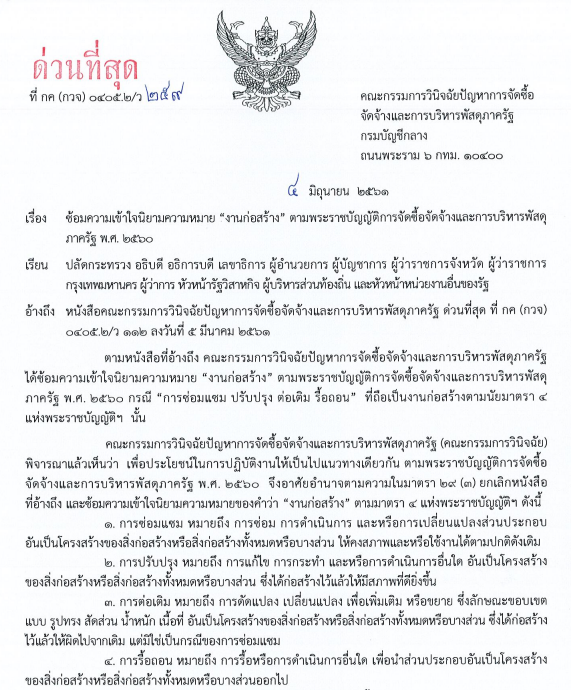 ด่วนที่สุด
ที่ กค (กวจ) ๐๔๐๕.๒/ว ๒๕๙
คณะกรรมการวินิจฉัยปัญหาการจัดซื้อ
จัดจ้างและการบริหารพัสดุภาครัฐ
กรมบัญชีกลาง
ถนนพระราม ๖ กทม. ๑๐๔๐๐
๔ มิถุนายน ๒๕๖๑
เรื่อง ซ้อมความเข้าใจนิยามความหมาย “งานก่อสร้าง” ตามพระราชบัญญัติการจัดซื้อจัดจ้างและการบริหารพัสดุ
ภาครัฐ พ.ศ. ๒๕๖๐
เรียน ปลัดกระทรวง อธิบดี อธิการบดี เลขาธิการ ผู้อำนวยการ ผู้บัญชาการ ผู้ว่าราชการจังหวัด ผู้ว่าราชการ
กรุงเทพมหานคร ผู้ว่าการ หัวหน้ารัฐวิสาหกิจ ผู้บริหารส่วนท้องถิ่น และหัวหน้าหน่วยงานอื่นของรัฐ
อ้างถึง หนังสือคณะกรรมการวินิจฉัยปัญหาการจัดซื้อจัดจ้างและการบริหารพัสดุภาครัฐ ด่วนที่สุด ที่ กค (กวจ)
๐๔๐๕.๒/ว ๑๑๒ ลงวันที่ ๕ มีนาคม ๒๕๖๑
ตามหนังสือที่อ้างถึง คณะกรรมการวินิจฉัยปัญหาการจัดซื้อจัดจ้างและการบริหารพัสดุภาครัฐ
ได้ซ้อมความเข้าใจนิยามความหมาย “งานก่อสร้าง” ตามพระราชบัญญัติการจัดซื้อจัดจ้างและการบริหารพัสดุ
ภาครัฐ พ.ศ. ๒๕๖๐ กรณี “การซ่อมแซม ปรับปรุง ต่อเติม รื้อถอน” ที่ถือเป็นงานก่อสร้างตามนัยมาตรา ๔
แห่งพระราชบัญญัติฯ นั้น
คณะกรรมการวินิจฉัยปัญหาการจัดซื้อจัดจ้างและการบริหารพัสดุภาครัฐ (คณะกรรมการวินิจฉัย)
พิจารณาแล้วเห็นว่า เพื่อประโยชน์ในการปฏิบัติงานให้เป็นไปแนวทางเดียวกัน ตามพระราชบัญญัติการจัดซื้อ
จัดจ้างและการบริหารพัสดุภาครัฐ พ.ศ. ๒๕๖๐ จึงอาศัยอำนาจตามความในมาตรา ๒๙ (๓) ยกเลิกหนังสือ
ที่อ้างถึง และซ้อมความเข้าใจนิยามความหมายของคำว่า “งานก่อสร้าง” ตามมาตรา ๔ แห่งพระราชบัญญัติฯ ดังนี้
๑. การซ่อมแซม หมายถึง การซ่อม การดำเนินการ และหรือการเปลี่ยนแปลงส่วนประกอบ
อันเป็นโครงสร้างของสิ่งก่อสร้างหรือสิ่งก่อสร้างทั้งหมดหรือบางส่วน ให้คงสภาพและหรือใช้งานได้ตามปกติดังเดิม
๒. การปรับปรุง หมายถึง การแก้ไข การกระทำ และหรือการดำเนินการอื่นใด อันเป็นโครงสร้าง
ของสิ่งก่อสร้างหรือสิ่งก่อสร้างทั้งหมดหรือบางส่วน ซึ่งได้ก่อสร้างไว้แล้วให้มีสภาพที่ดียิ่งขึ้น
๓. การต่อเติม หมายถึง การดัดแปลง เปลี่ยนแปลง เพื่อเพิ่มเติม หรือขยาย ซึ่งลักษณะขอบเขต
แบบ รูปทรง สัดส่วน น้ำหนัก เนื้อที่ อันเป็นโครงสร้างของสิ่งก่อสร้างหรือสิ่งก่อสร้างทั้งหมดหรือบางส่วน ซึ่งได้ก่อสร้าง
ไว้แล้วให้ผิดไปจากเดิม แต่มิใช่เป็นกรณีของการซ่อมแซม
๔. การรื้อถอน หมายถึง การรื้อหรือการดำเนินการอื่นใด เพื่อนำส่วนประกอบอันเป็นโครงสร้าง
ของสิ่งก่อสร้างหรือสิ่งก่อสร้างทั้งหมดหรือบางส่วนออกไป